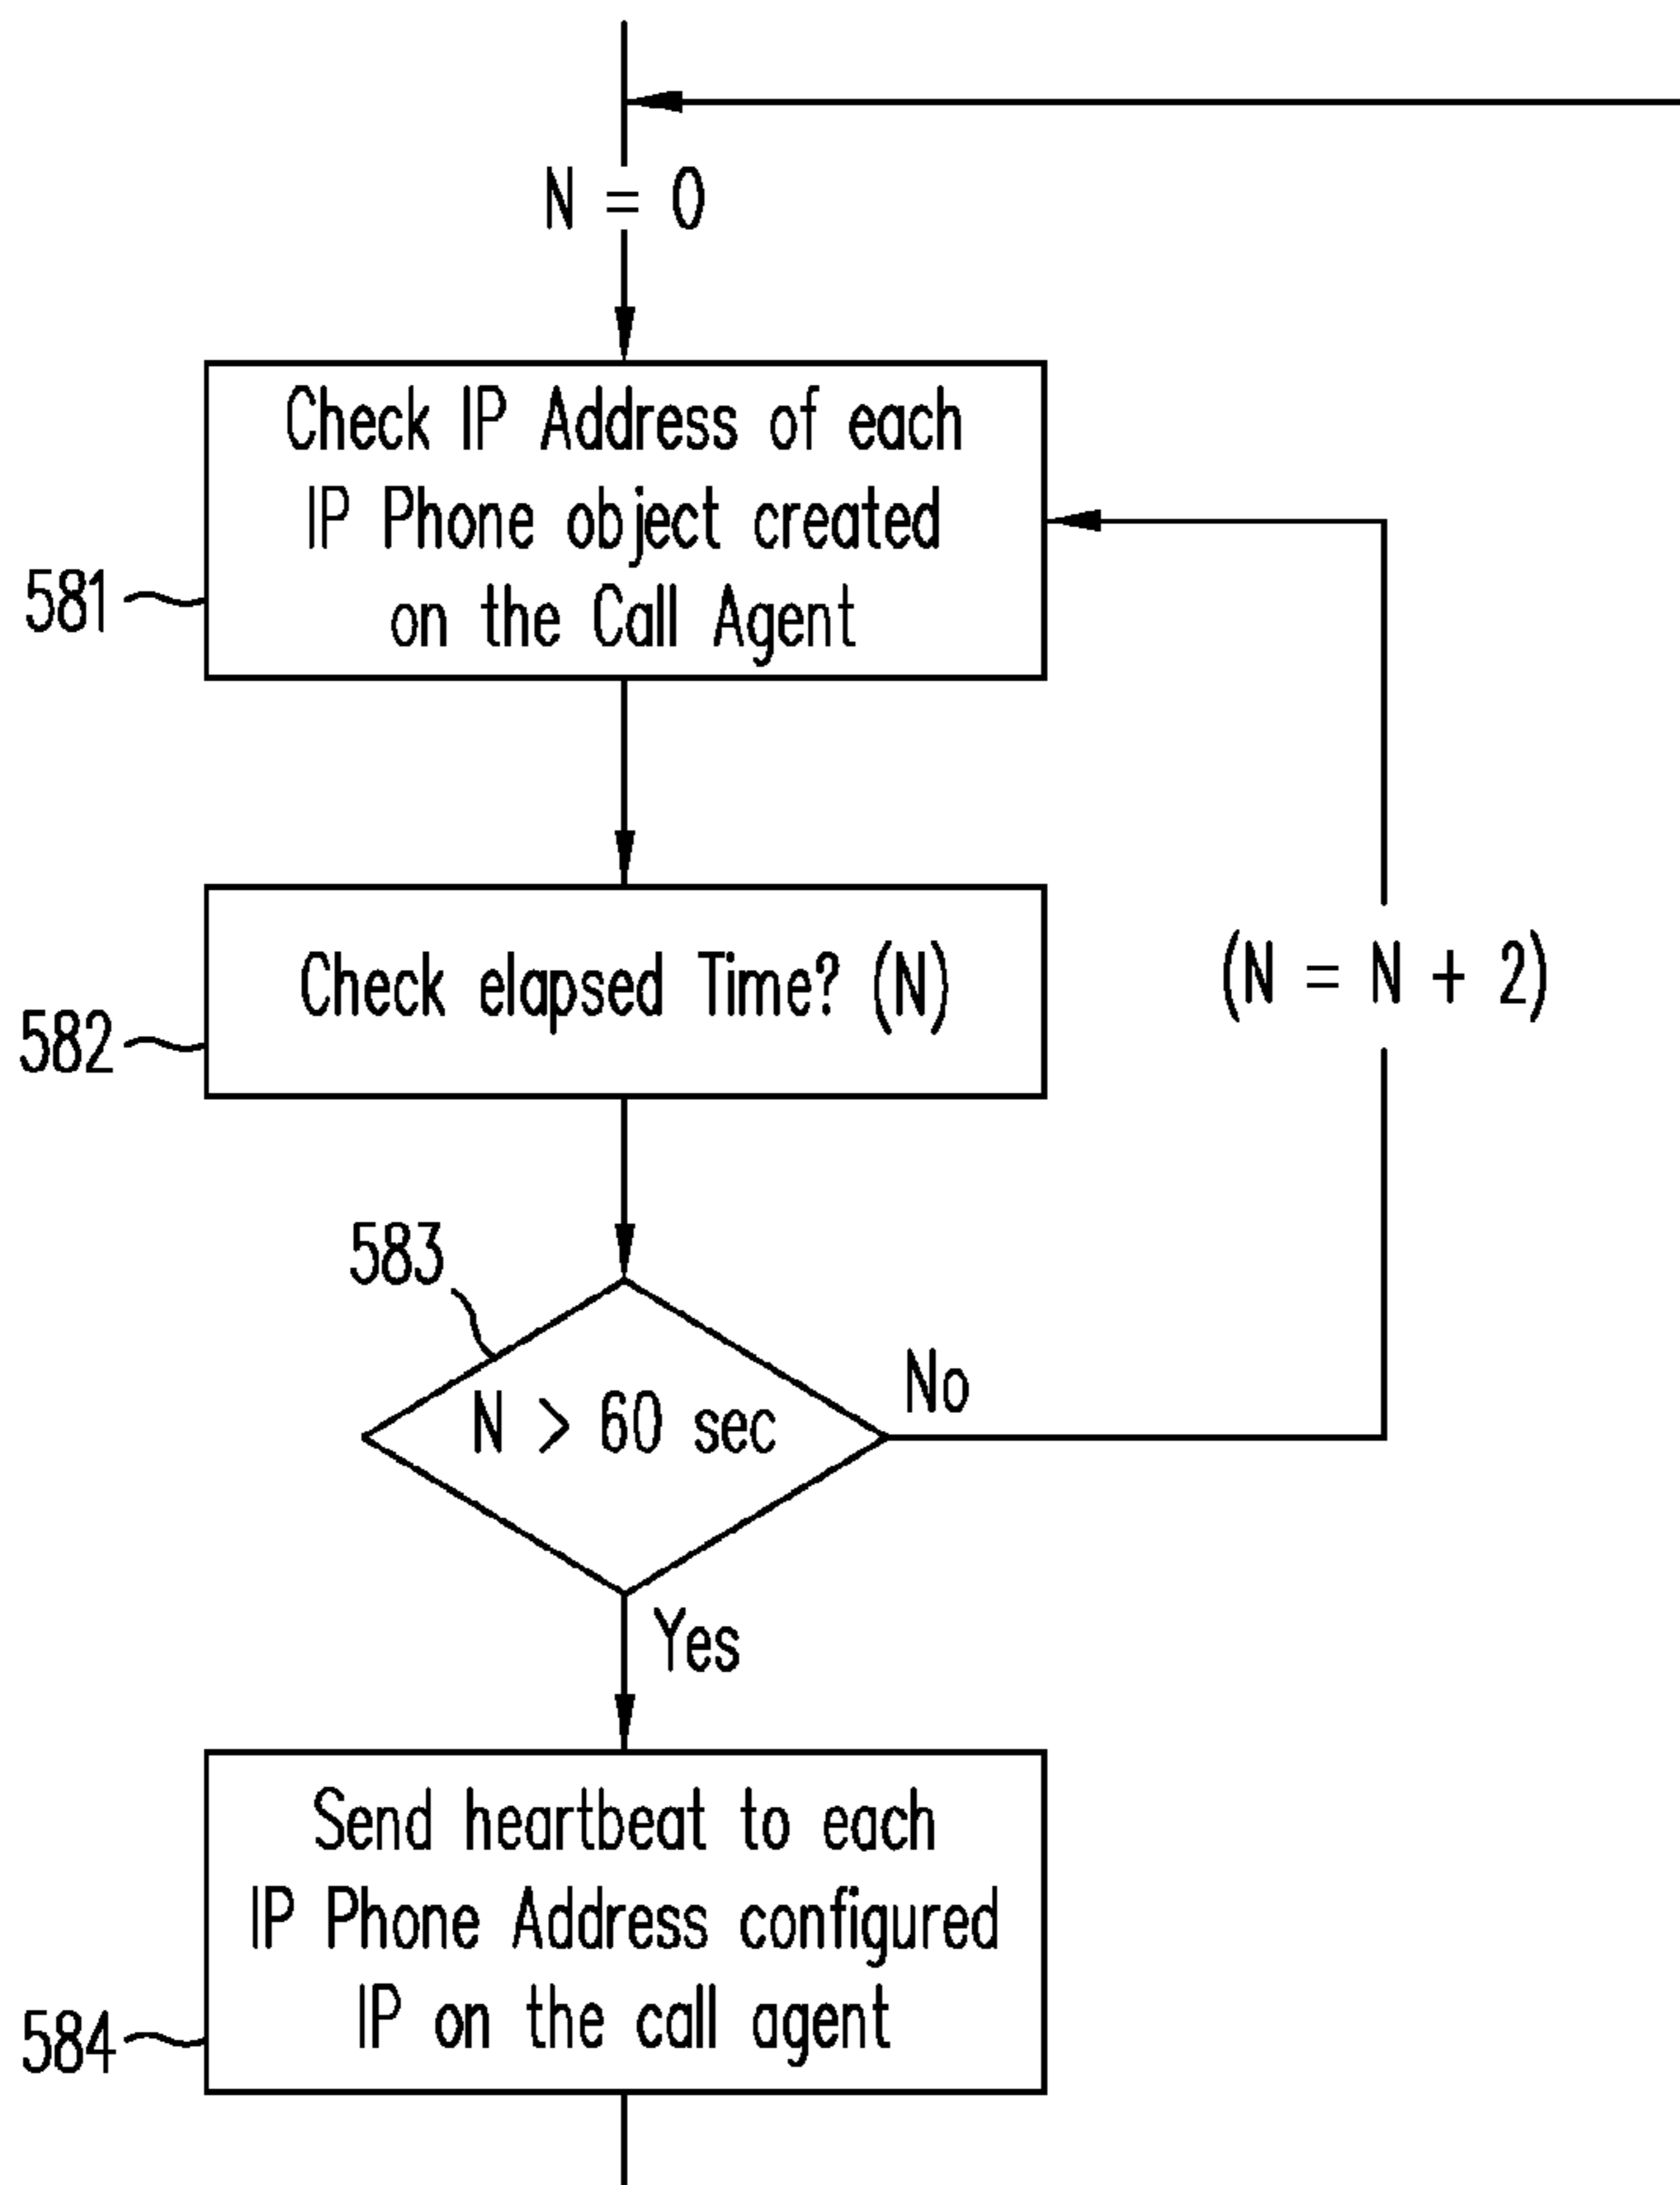 N = 0
Check IP Address of each
IP Phone object created
on the Call Agent
581
Check elapsed Time? (N)
582
(N = N + 2)
583
N > 60 sec
No
Yes
Send heartbeat to each
IP Phone Address configured
IP on the call agent
584